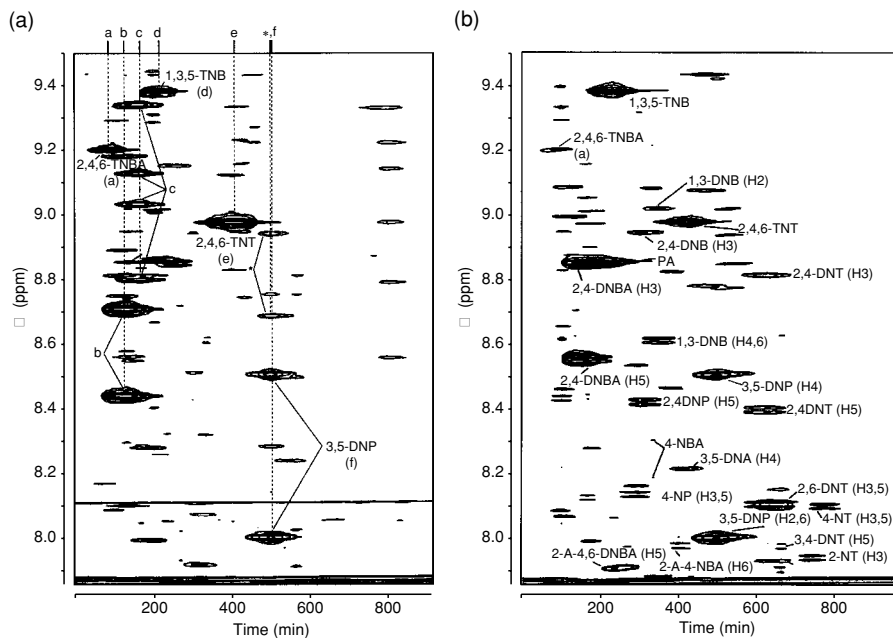 (a)
a b c d e *,f
9.4
9.2
9.0
8.8
8.6
8.4
8.2
8.0
□ (ppm)
1,3,5-TNB
(d)
2,4,6-TNBA
(a)
c
2,4,6-TNT
(e)
*
b
3,5-DNP
(f)
200 400 600 800
Time (min)
(b)
9.4
9.2
9.0
8.8
8.6
8.4
8.2
8.0
□ (ppm)
1,3,5-TNB
2,4,6-TNBA
(a)
1,3-DNB (H2)
2,4,6-TNT
2,4-DNB (H3)
PA
2,4-DNT (H3)
2,4-DNBA (H3)
1,3-DNB (H4,6)
2,4-DNBA (H5)
3,5-DNP (H4)
2,4DNP (H5)
2,4DNT (H5)
4-NBA
3,5-DNA (H4)
4-NP (H3,5)
2,6-DNT (H3,5)
3,5-DNP (H2,6)
4-NT (H3,5)
3,4-DNT (H5)
2-A-4,6-DNBA (H5)
2-A-4-NBA (H6)
2-NT (H3)
200 400 600 800
Time (min)